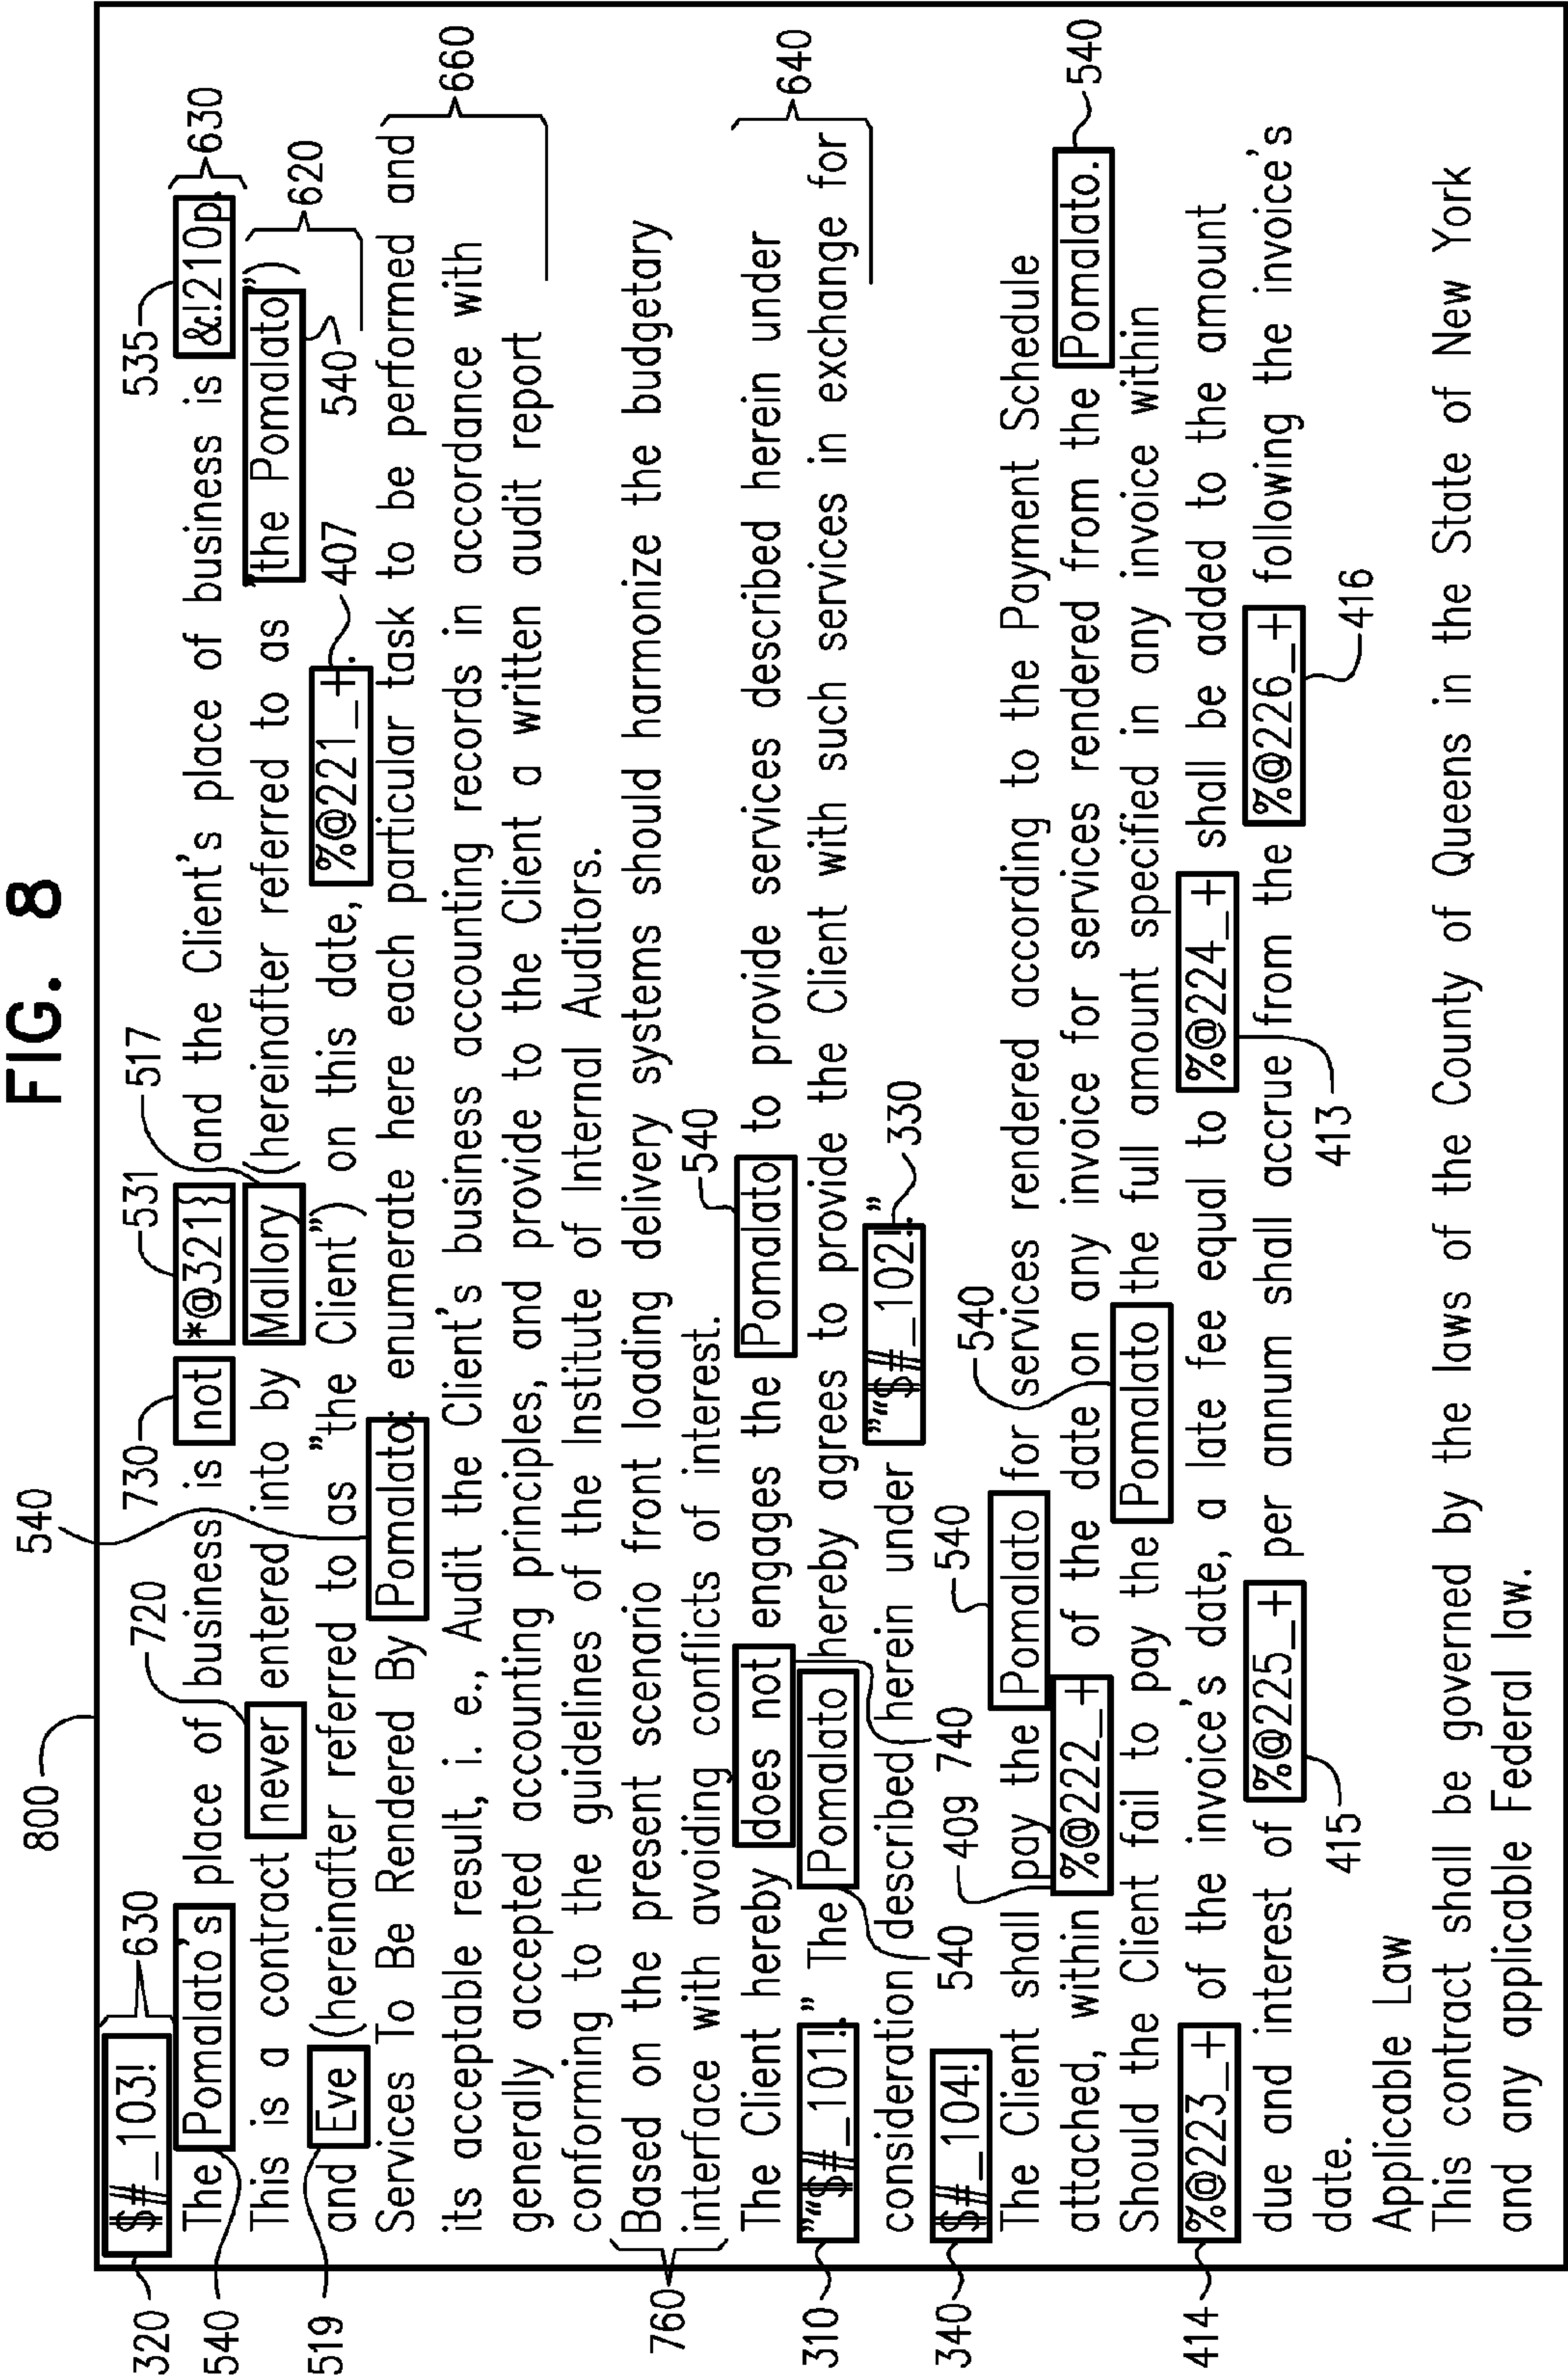 FIG. 8
800
540
320
630
720
730
531
517
535
630
$#_103!
The Pomalato's place of business is not *@321} and the Client's place of business is &!210p.
540
This is a contract never entered into by Mallory (hereinafter referred to as "the Pomalato")
620
519
and Eve (hereinafter referred to as "the Client") on this date, %@221_+.
407
540
Services To Be Rendered By Pomalato: enumerate here each particular task to be performed and
660
its acceptable result, i. e., Audit the Client's business accounting records in accordance with
generally accepted accounting principles, and provide to the Client a written audit report
conforming to the guidelines of the Institute of Internal Auditors.
760
Based on the present scenario front loading delivery systems should harmonize the budgetary
interface with avoiding conflicts of interest.
540
The Client hereby does not engages the Pomalato to provide services described herein under
640
310
"“$#_101!." The Pomalato hereby agrees to provide the Client with such services in exchange for
consideration described herein under "“$#_102!."
330
340
$#_104!
540
409
740
540
540
The Client shall pay the Pomalato for services rendered according to the Payment Schedule
attached, within %@222_+ of the date on any invoice for services rendered from the Pomalato.
540
Should the Client fail to pay the Pomalato the full amount specified in any invoice within
414
%@223_+ of the invoice's date, a late fee equal to %@224_+ shall be added to the amount
413
due and interest of %@225_+ per annum shall accrue from the %@226_+ following the invoice's
415
416
date.
Applicable Law
This contract shall be governed by the laws of the County of Queens in the State of New York
and any applicable Federal law.